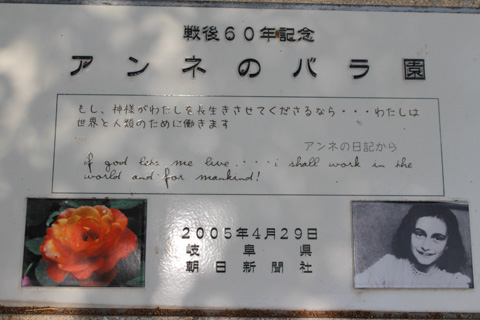 戦後60年記念
アンネのバラ園
もし、神様がわたしを長生きさせてくださるなら・・・わたしは
世界と人類のために働きます
アンネの日記から
if god lets me live....i shall work in the
world and for mankind!
2005年4月29日
岐阜県
朝日新聞社